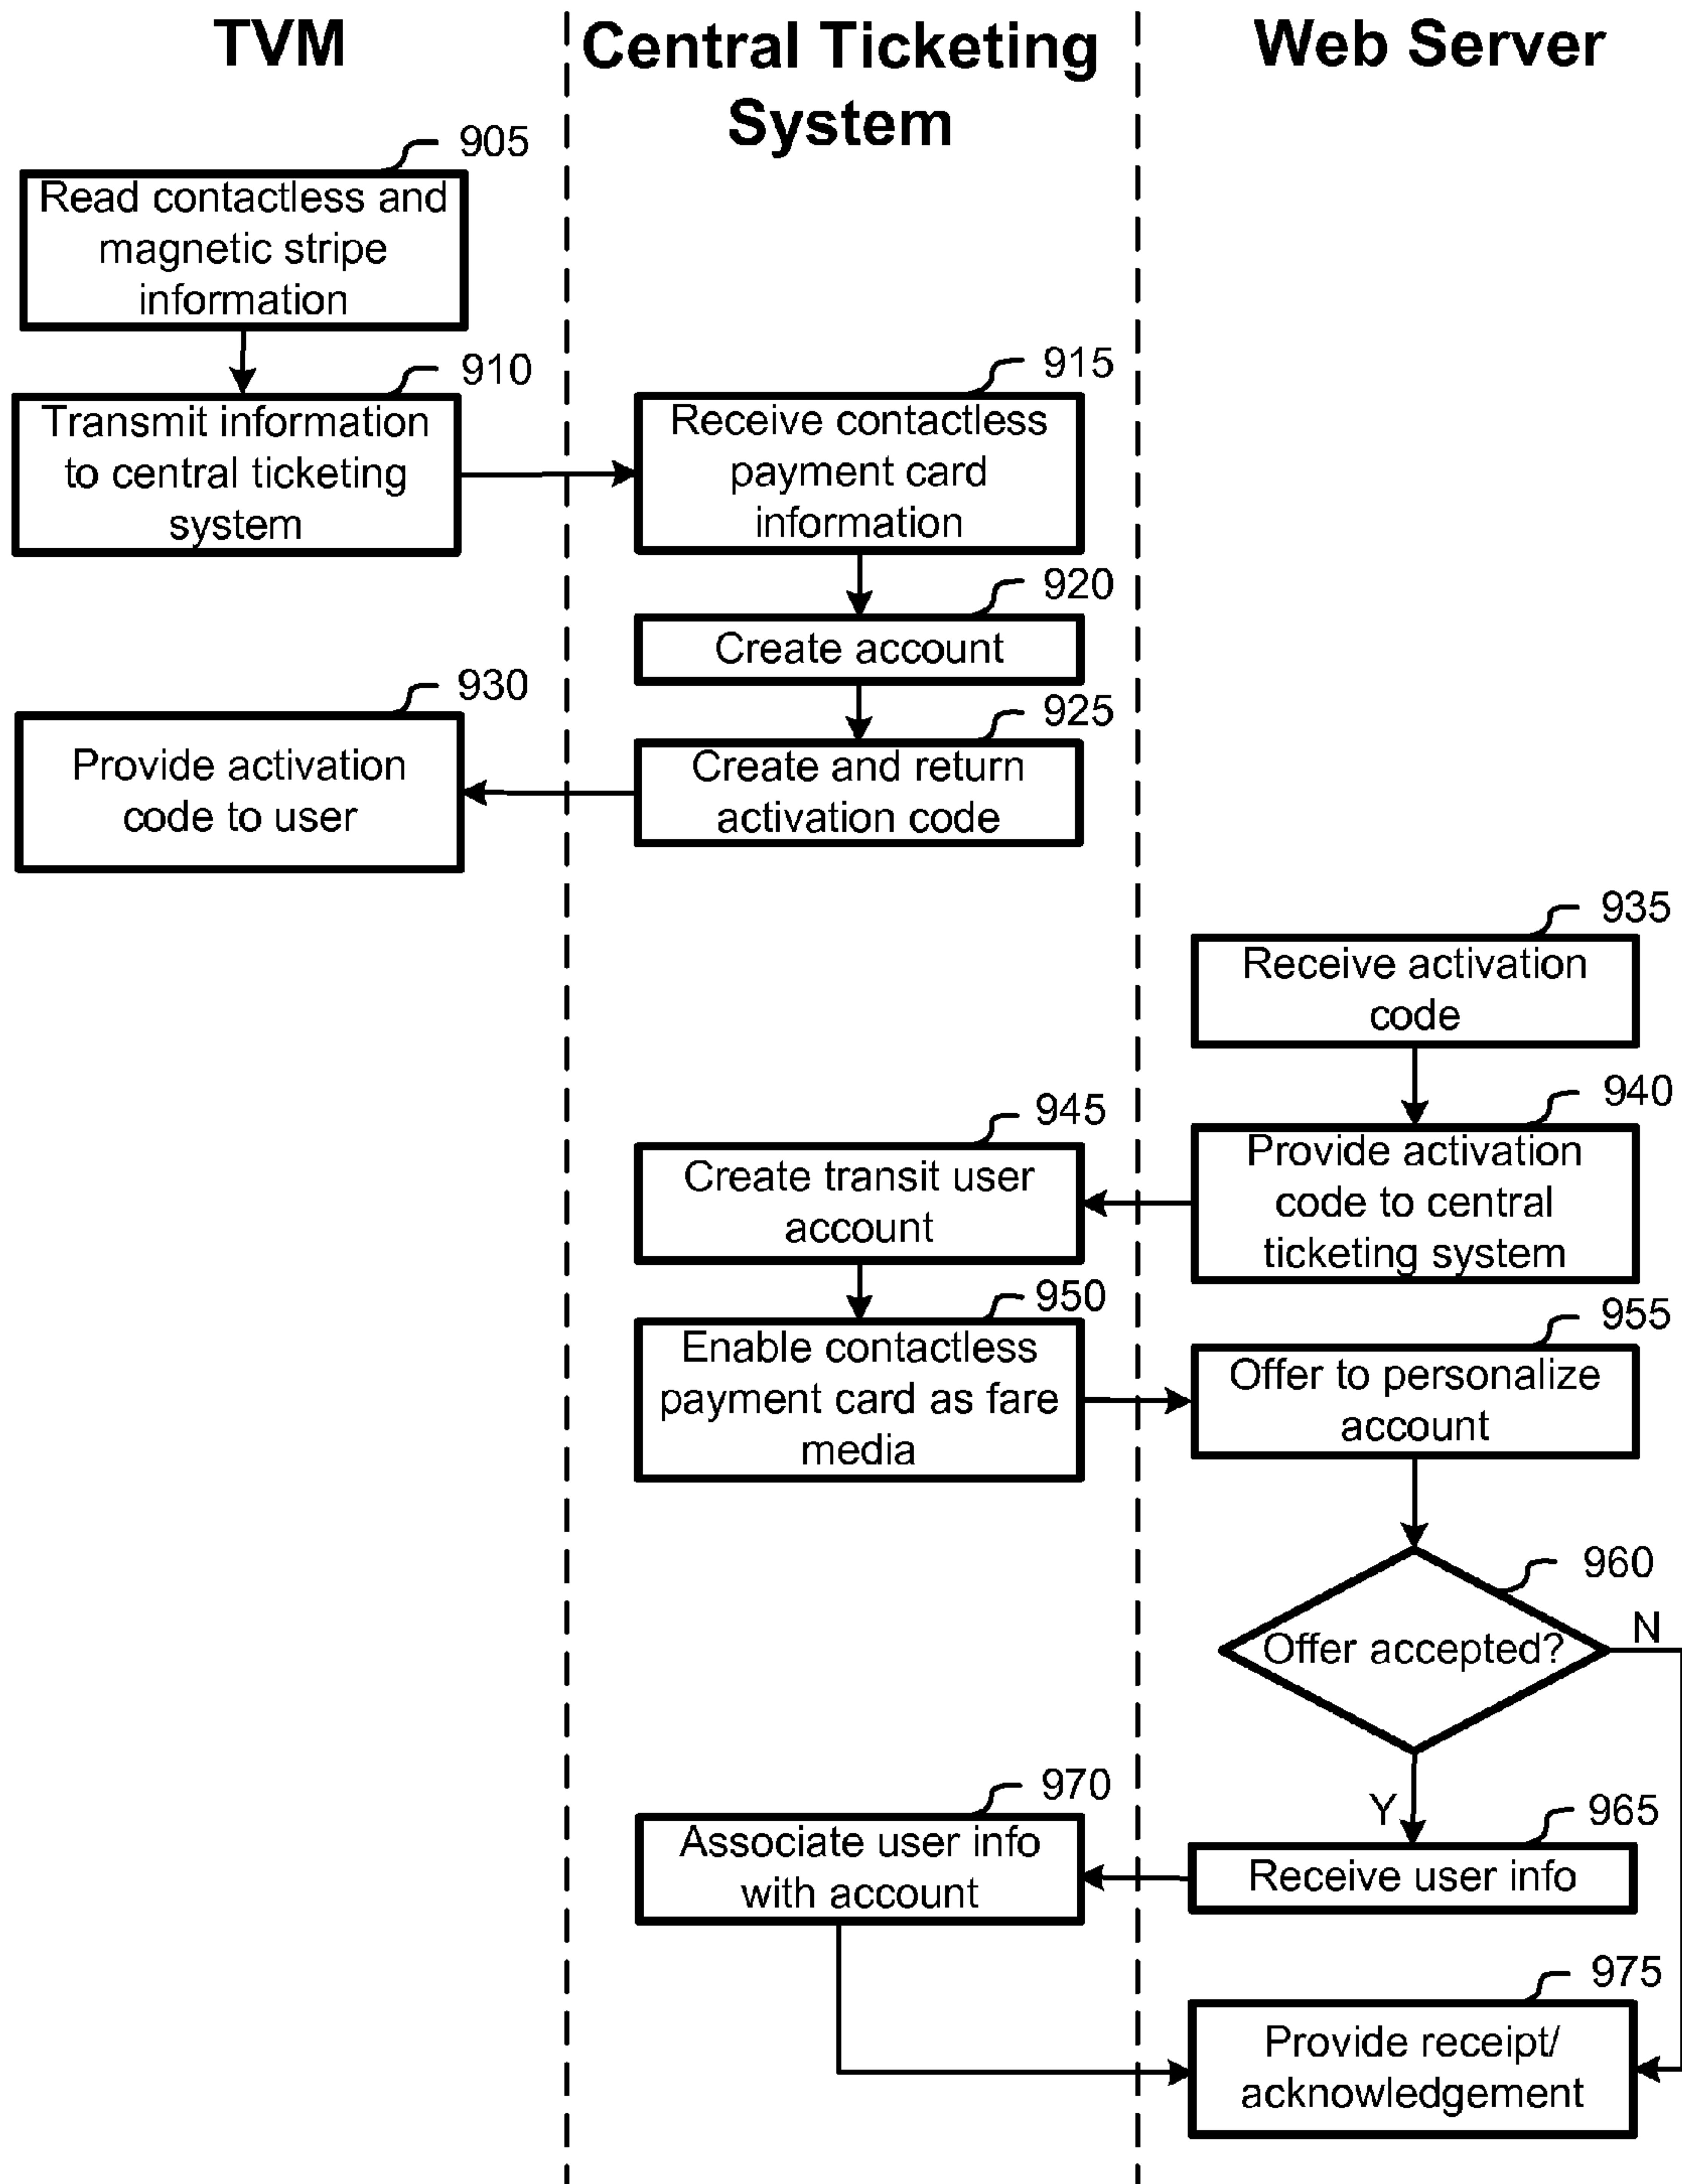 TVM
Central Ticketing
System
Web Server
905
Read contactless and
magnetic stripe
information
910
Transmit information
to central ticketing
system
915
Receive contactless
payment card
information
920
Create account
925
Create and return
activation code
930
Provide activation
code to user
935
Receive activation
code
940
Provide activation
code to central
ticketing system
945
Create transit user
account
950
Enable contactless
payment card as fare
media
955
Offer to personalize
account
960
Offer accepted?
N
Y
965
Receive user info
970
Associate user info
with account
975
Provide receipt/
acknowledgement